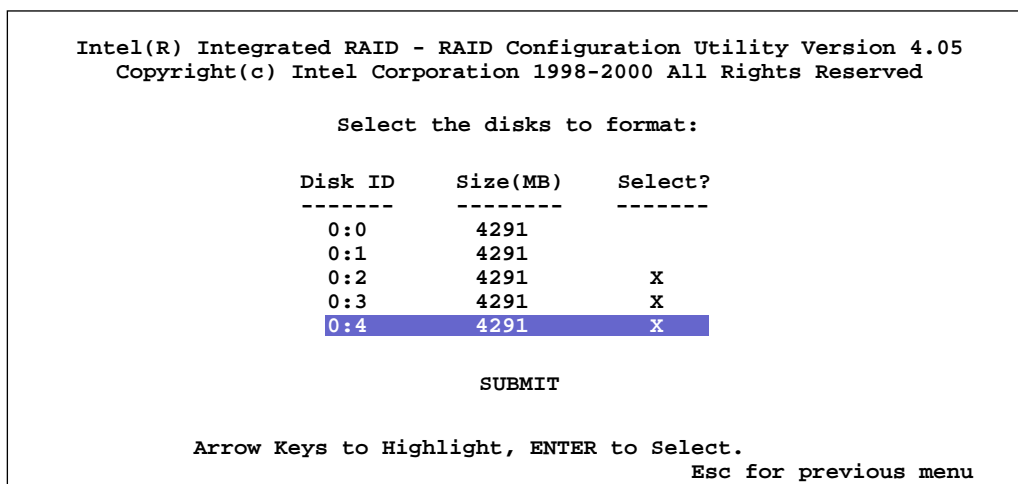 Intel(R) Integrated RAID - RAID Configuration Utility Version 4.05
Copyright(c) Intel Corporation 1998-2000 All Rights Reserved
Select the disks to format:
Disk ID Size(MB) Select?
------- -------- -------
0:0 4291
0:1 4291
0:2 4291 X
0:3 4291 X
0:4 4291 X
SUBMIT
Arrow Keys to Highlight, ENTER to Select.
Esc for previous menu